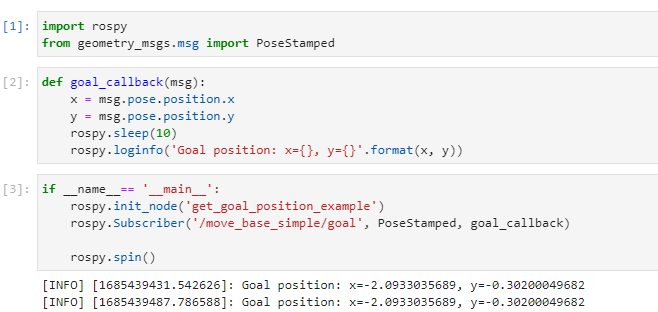 [1]: import rospy
from geometry_msgs.msg import PoseStamped
[2]: def goal_callback(msg):
x = msg.pose.position.x
y = msg.pose.position.y
rospy.sleep(10)
rospy.loginfo('Goal position: x={}, y={}'.format(x, y))
[3]: if __name__== '__main__':
rospy.init_node('get_goal_position_example')
rospy.Subscriber('/move_base_simple/goal', PoseStamped, goal_callback)
rospy.spin()
[INFO] [1685439431.542626]: Goal position: x=-2.0933035689, y=-0.30200049682
[INFO] [1685439487.786588]: Goal position: x=-2.0933035689, y=-0.30200049682